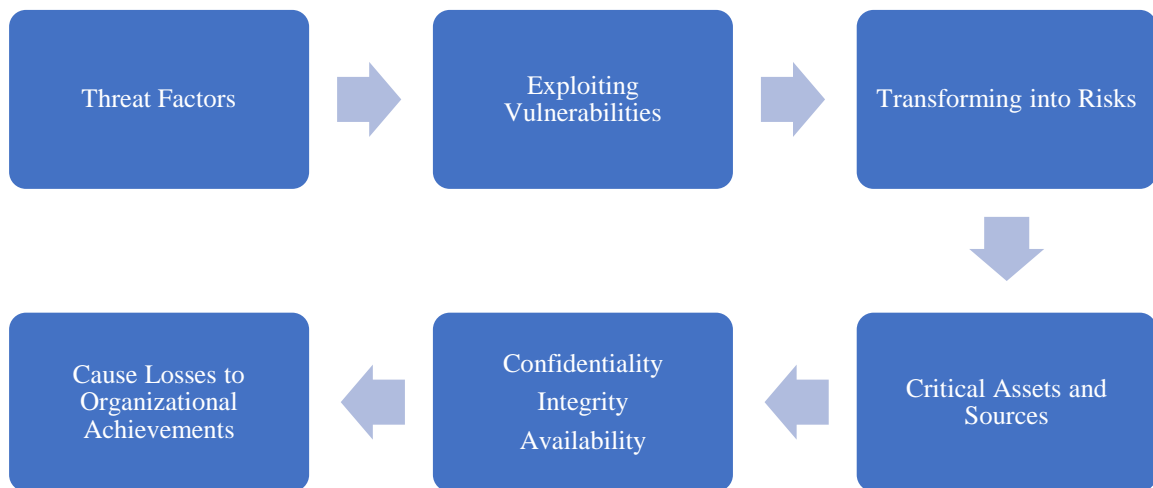 Threat Factors
Exploiting
Vulnerabilities
Transforming into Risks
Critical Assets and
Sources
Confidentiality
Integrity
Availability
Cause Losses to
Organizational
Achievements